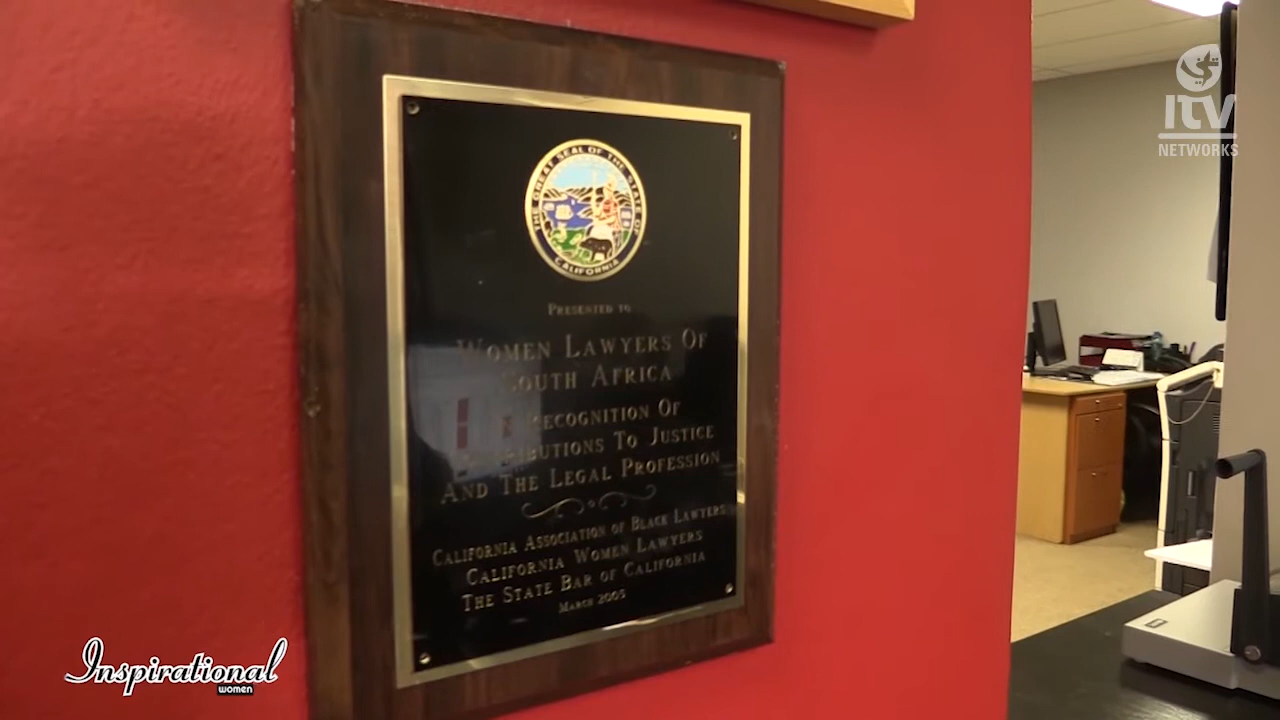 iTV
NETWORKS
THE GREAT SEAL OF THE STATE OF
CALIFORNIA
PRESENTED TO
WOMEN LAWYERS OF
SOUTH AFRICA
RECOGNITION OF
TO JUSTICE
AND THE LEGAL PROFESSION
CALIFORNIA ASSOCIATION OF BLACK LAWYERS
CALIFORNIA WOMEN LAWYERS
THE STATE BAR OF CALIFORNIA
MARCH 2005
Inspirational
women